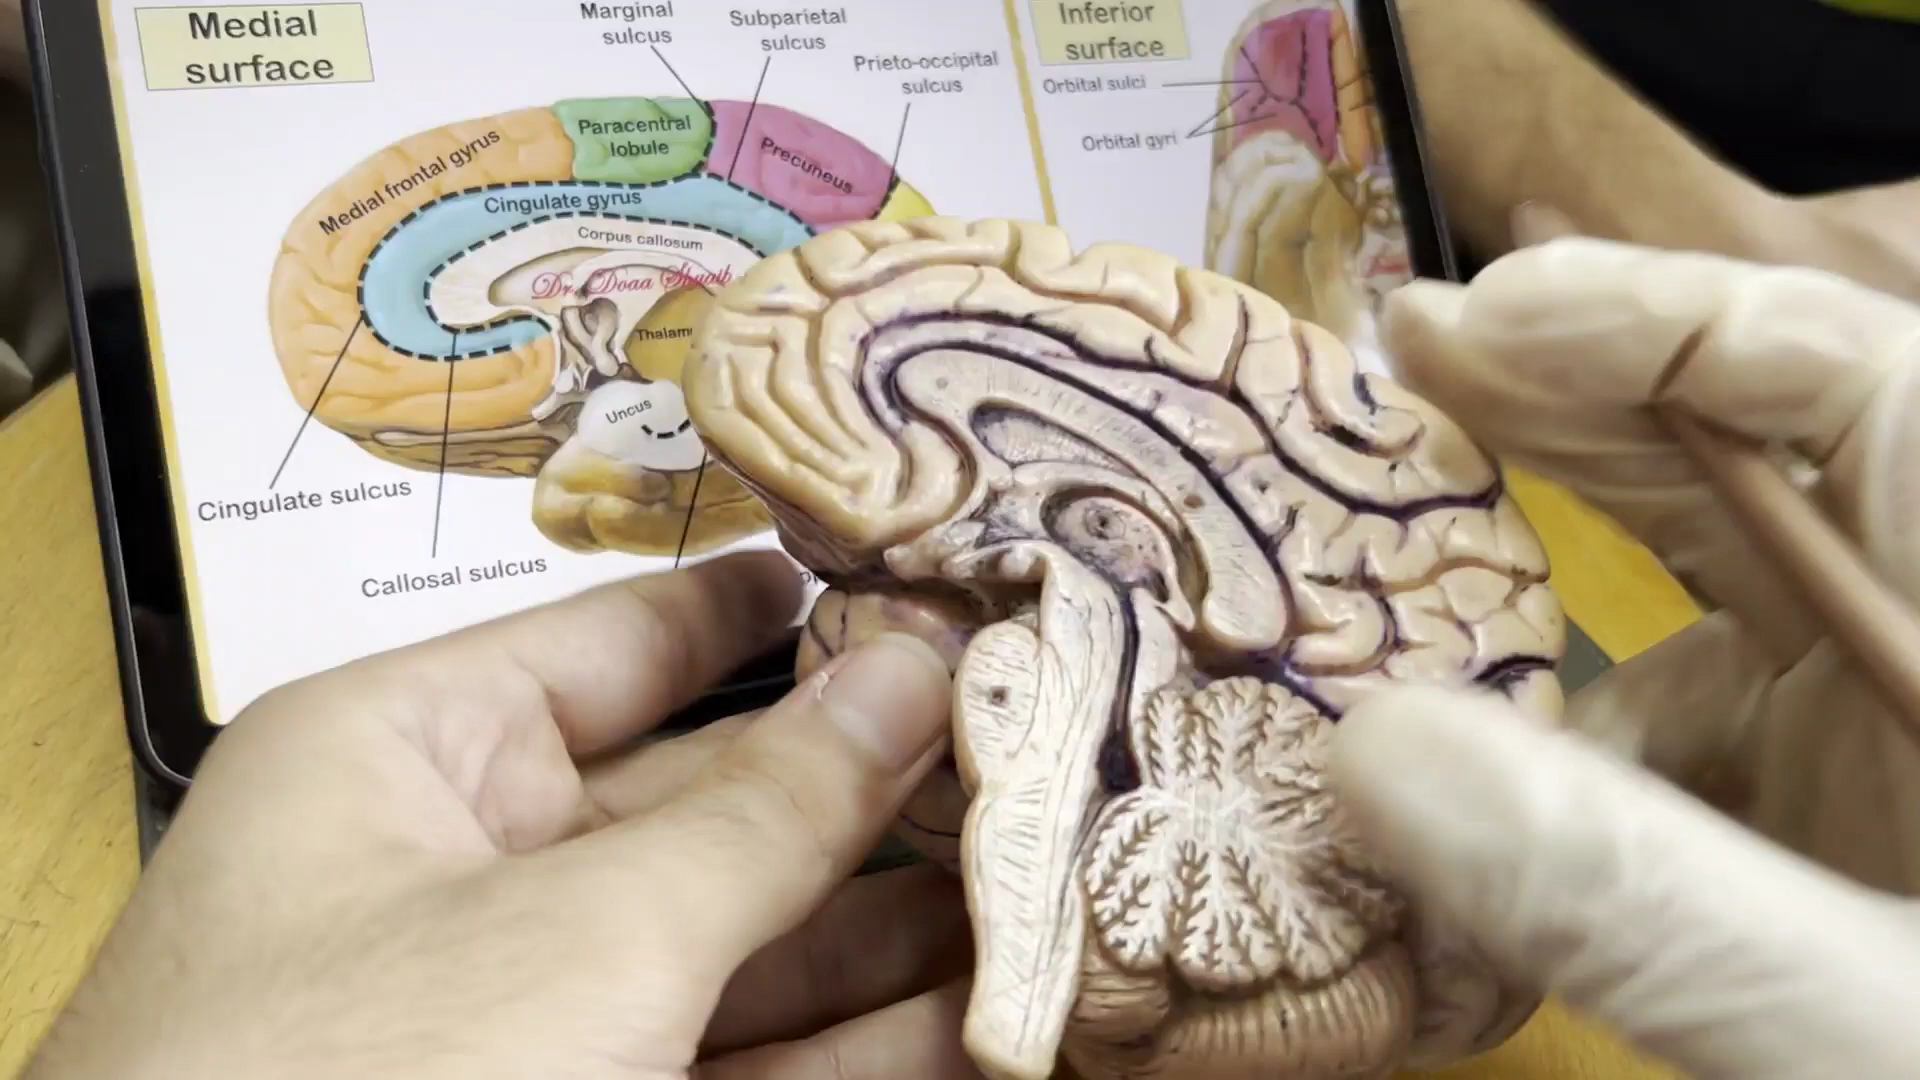 Medial
surface
Marginal
sulcus
Subparietal
sulcus
Prieto-occipital
sulcus
Paracentral
lobule
Precuneus
Medial frontal gyrus
Cingulate gyrus
Corpus callosum
Dr. Doaa Shuaib
Uncus
Cingulate sulcus
Callosal sulcus
Inferior
surface
Orbital sulci
Orbital gyri